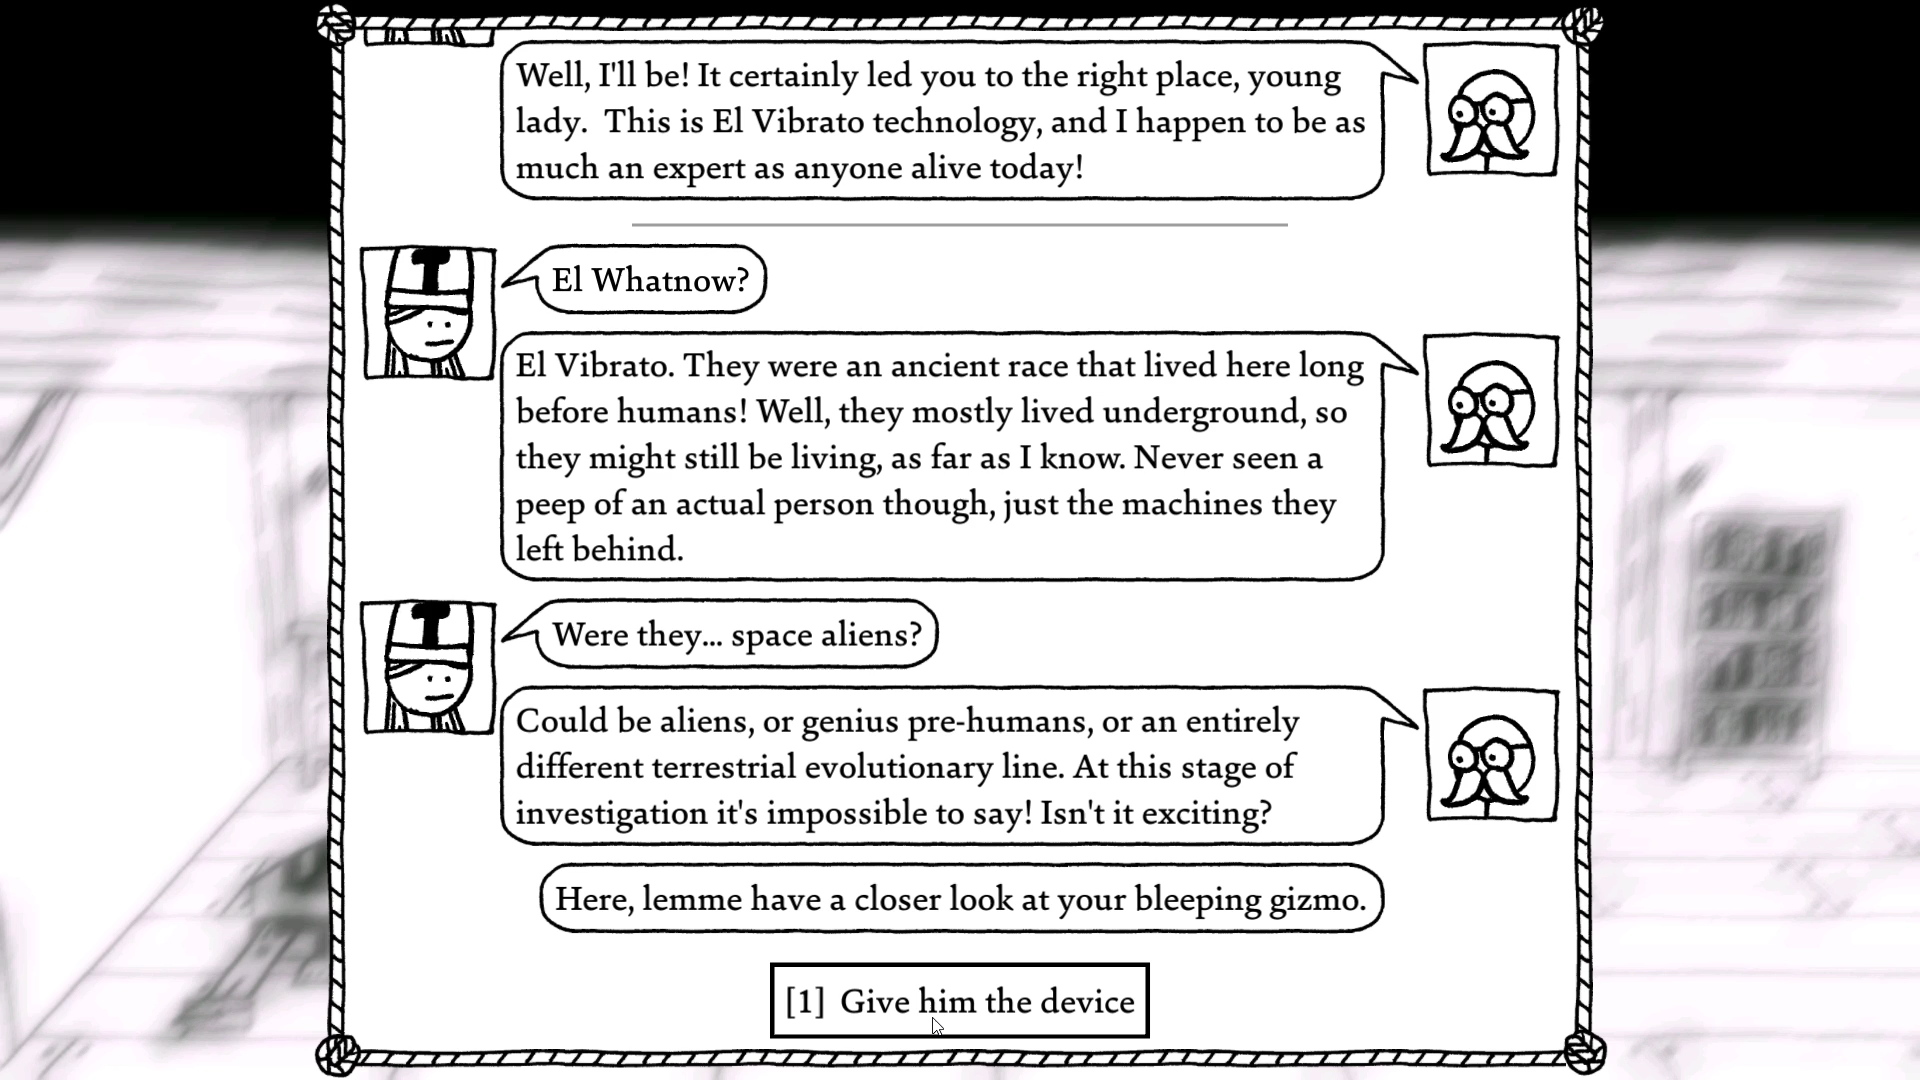 Well, I'll be! It certainly led you to the right place, young
lady.  This is El Vibrato technology, and I happen to be as
much an expert as anyone alive today!
El Whatnow?
El Vibrato. They were an ancient race that lived here long
before humans! Well, they mostly lived underground, so
they might still be living, as far as I know. Never seen a
peep of an actual person though, just the machines they
left behind.
Were they... space aliens?
Could be aliens, or genius pre-humans, or an entirely
different terrestrial evolutionary line. At this stage of
investigation it's impossible to say! Isn't it exciting?
Here, lemme have a closer look at your bleeping gizmo.
[1] Give him the device